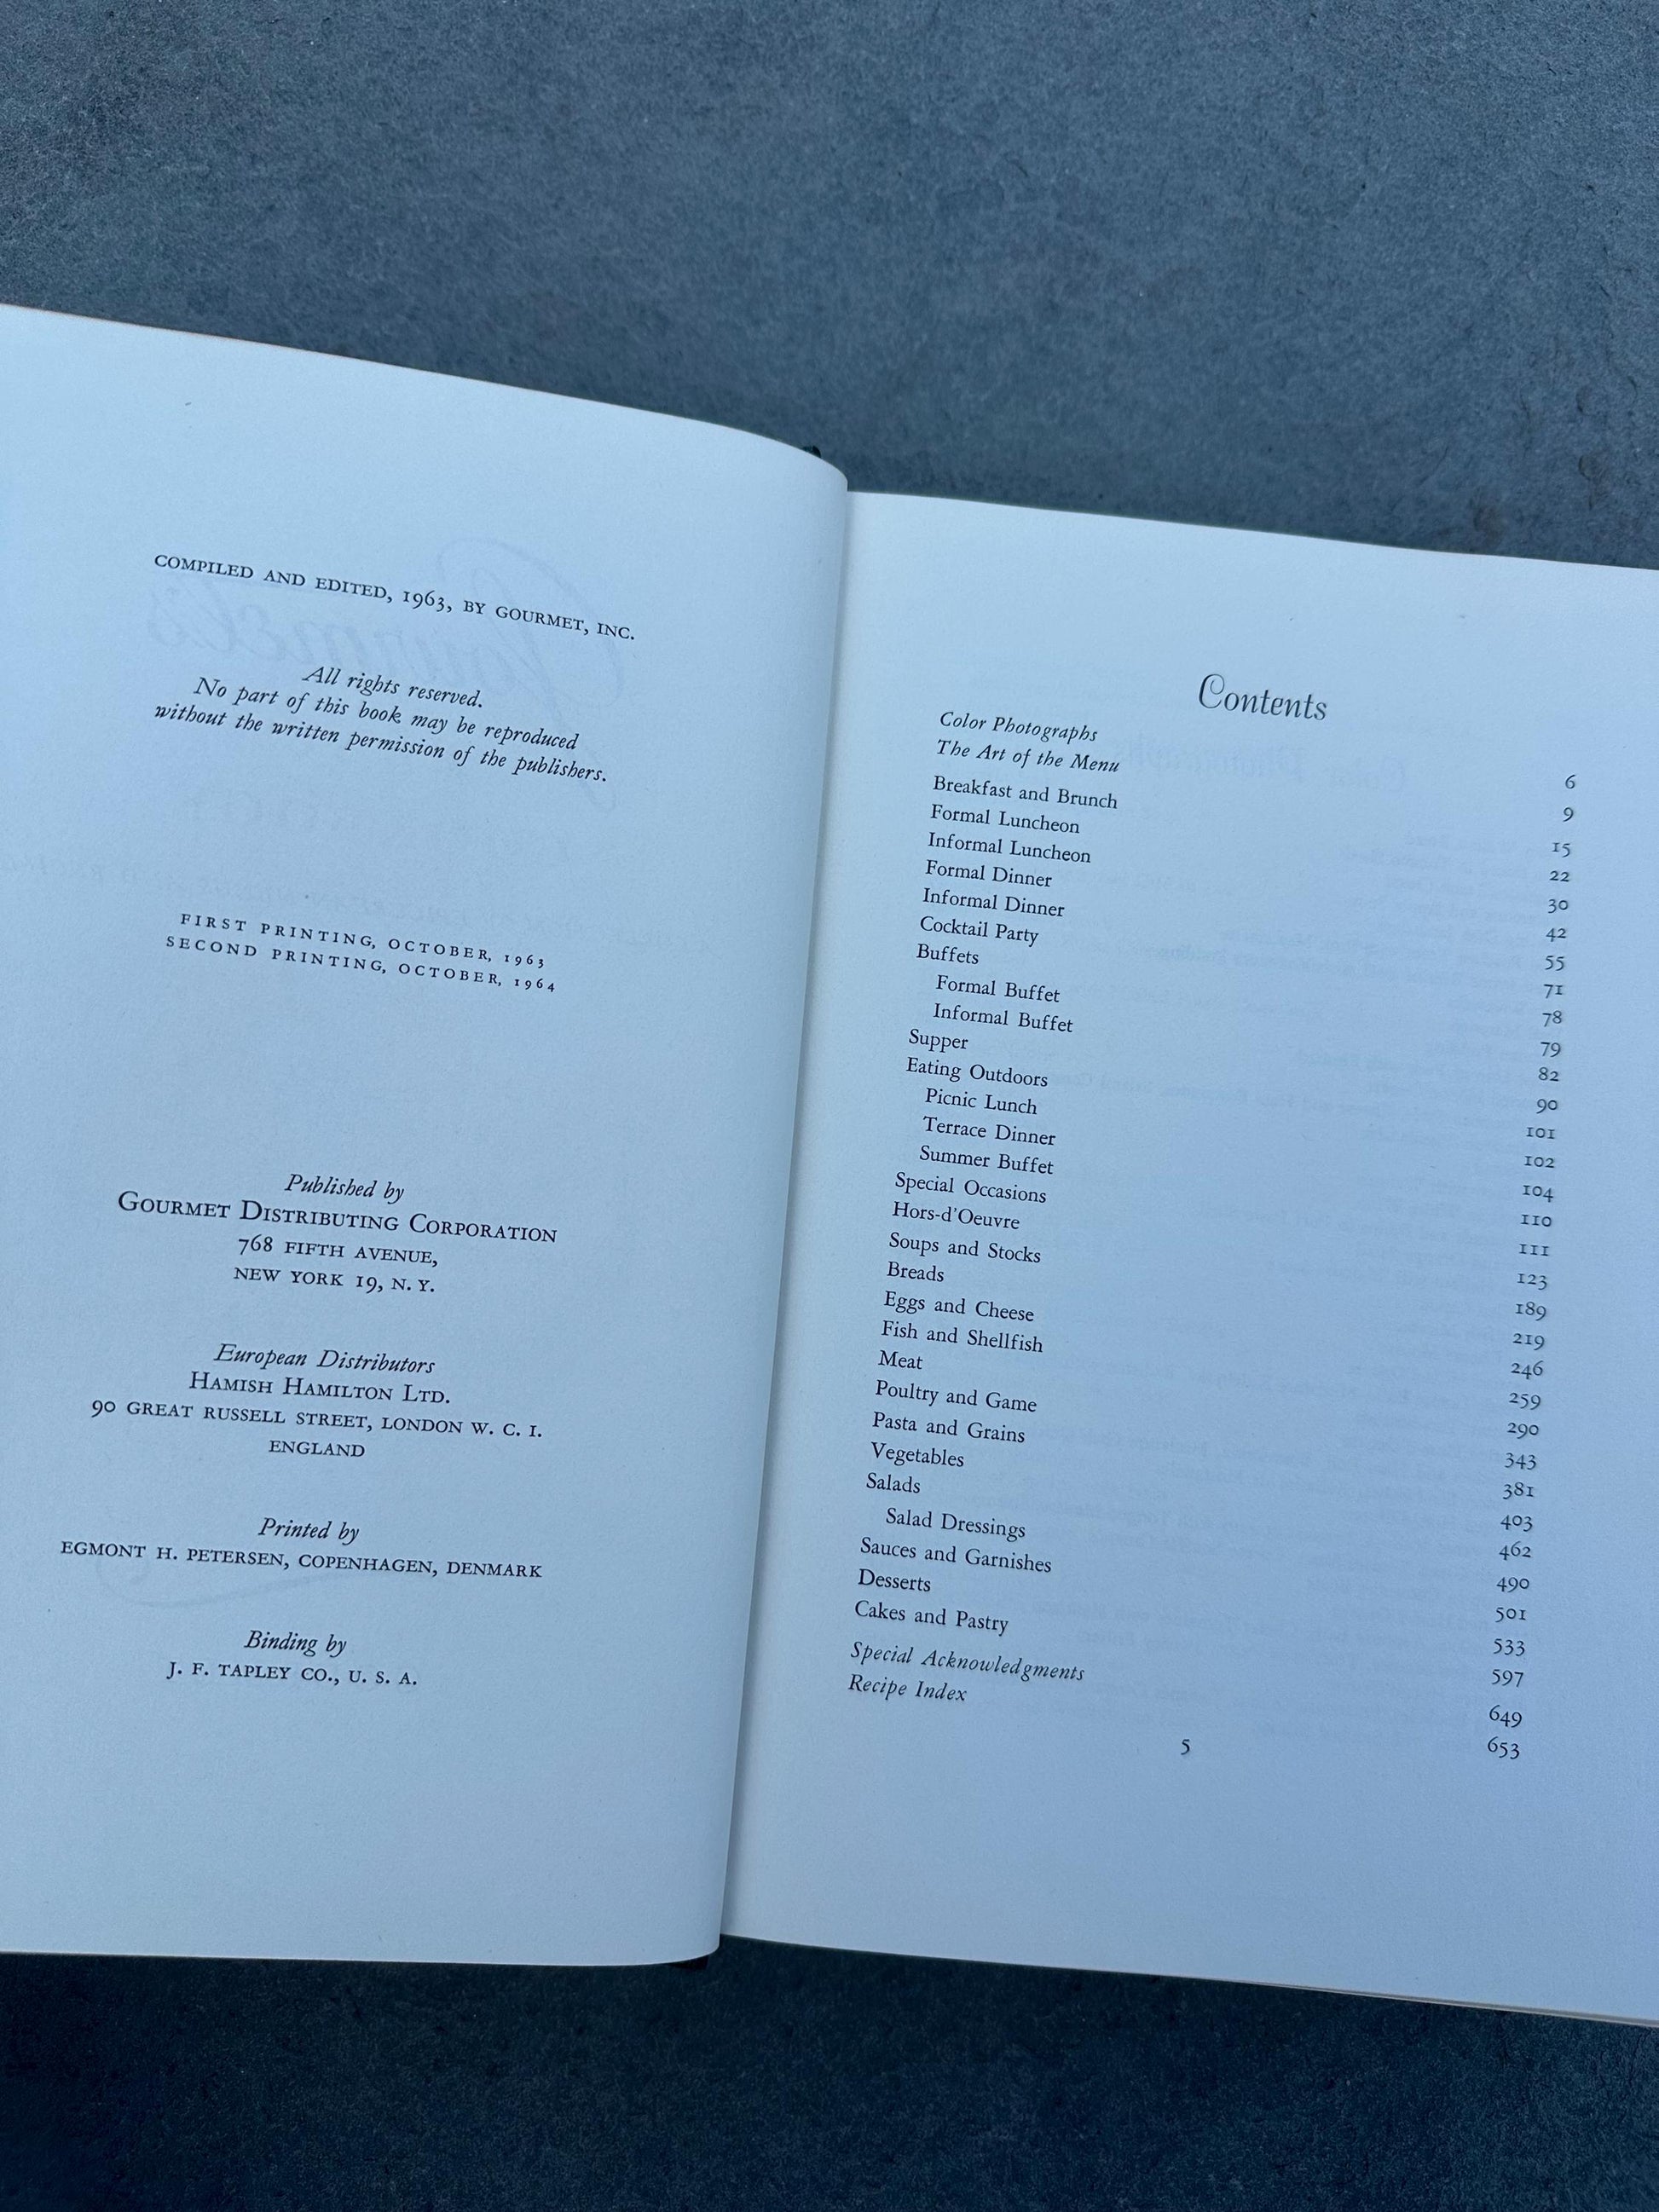 COMPILED AND EDITED, 1963, BY GOURMET, INC.
All rights reserved.
No part of this book may be reproduced
without the written permission of the publishers.
FIRST PRINTING, OCTOBER, 1963
SECOND PRINTING, OCTOBER, 1964
Published by
GOURMET DISTRIBUTING CORPORATION
768 FIFTH AVENUE,
NEW YORK 19, N. Y.
European Distributors
HAMISH HAMILTON LTD.
90 GREAT RUSSELL STREET, LONDON W. C. I.
ENGLAND
Printed by
EGMONT H. PETERSEN, COPENHAGEN, DENMARK
Binding by
J. F. TAPLEY CO., U. S. A.
Contents
Color Photographs 6
The Art of the Menu 9
Breakfast and Brunch 15
Formal Luncheon 22
Informal Luncheon 30
Formal Dinner 42
Informal Dinner 55
Cocktail Party 71
Buffets 78
Formal Buffet 79
Informal Buffet 82
Supper 90
Eating Outdoors 101
Picnic Lunch 102
Terrace Dinner 104
Summer Buffet 110
Special Occasions 111
Hors-d'Oeuvre 123
Soups and Stocks 189
Breads 219
Eggs and Cheese 246
Fish and Shellfish 259
Meat 290
Poultry and Game 343
Pasta and Grains 381
Vegetables 403
Salads 462
Salad Dressings 490
Sauces and Garnishes 501
Desserts 533
Cakes and Pastry 597
Special Acknowledgments 649
Recipe Index 653
5